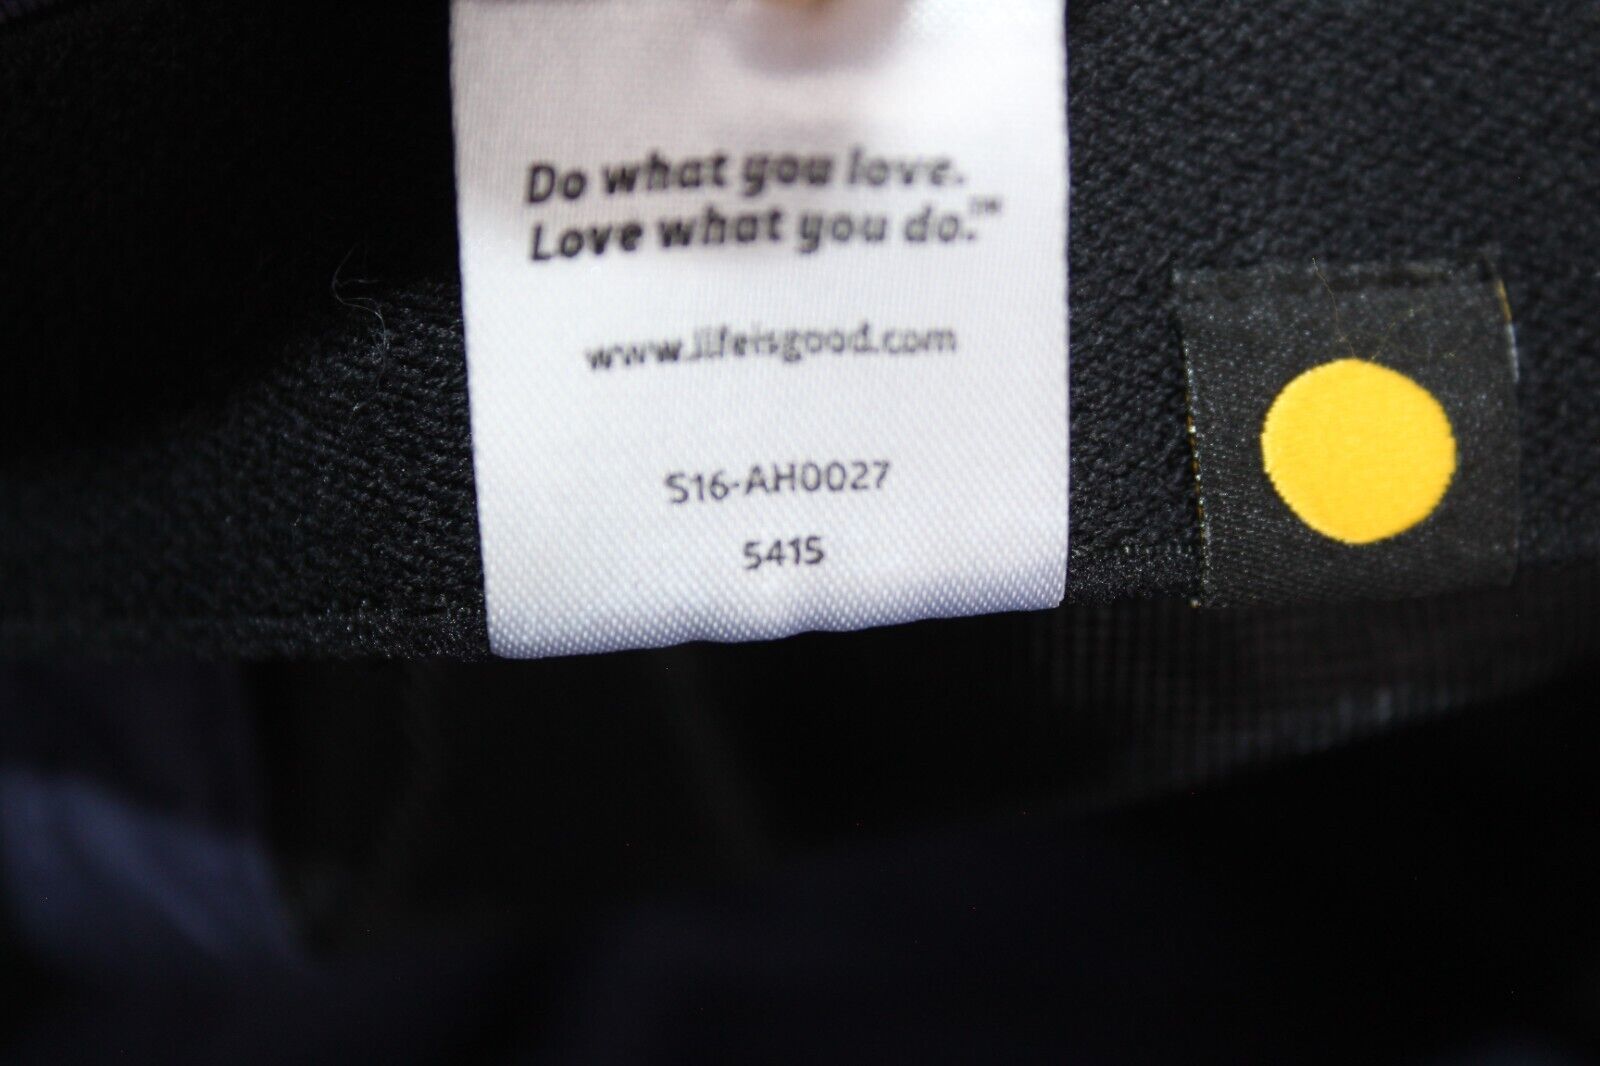 Do what you love.
Love what you do.™
www.lifeisgood.com
S16-AH0027
5415